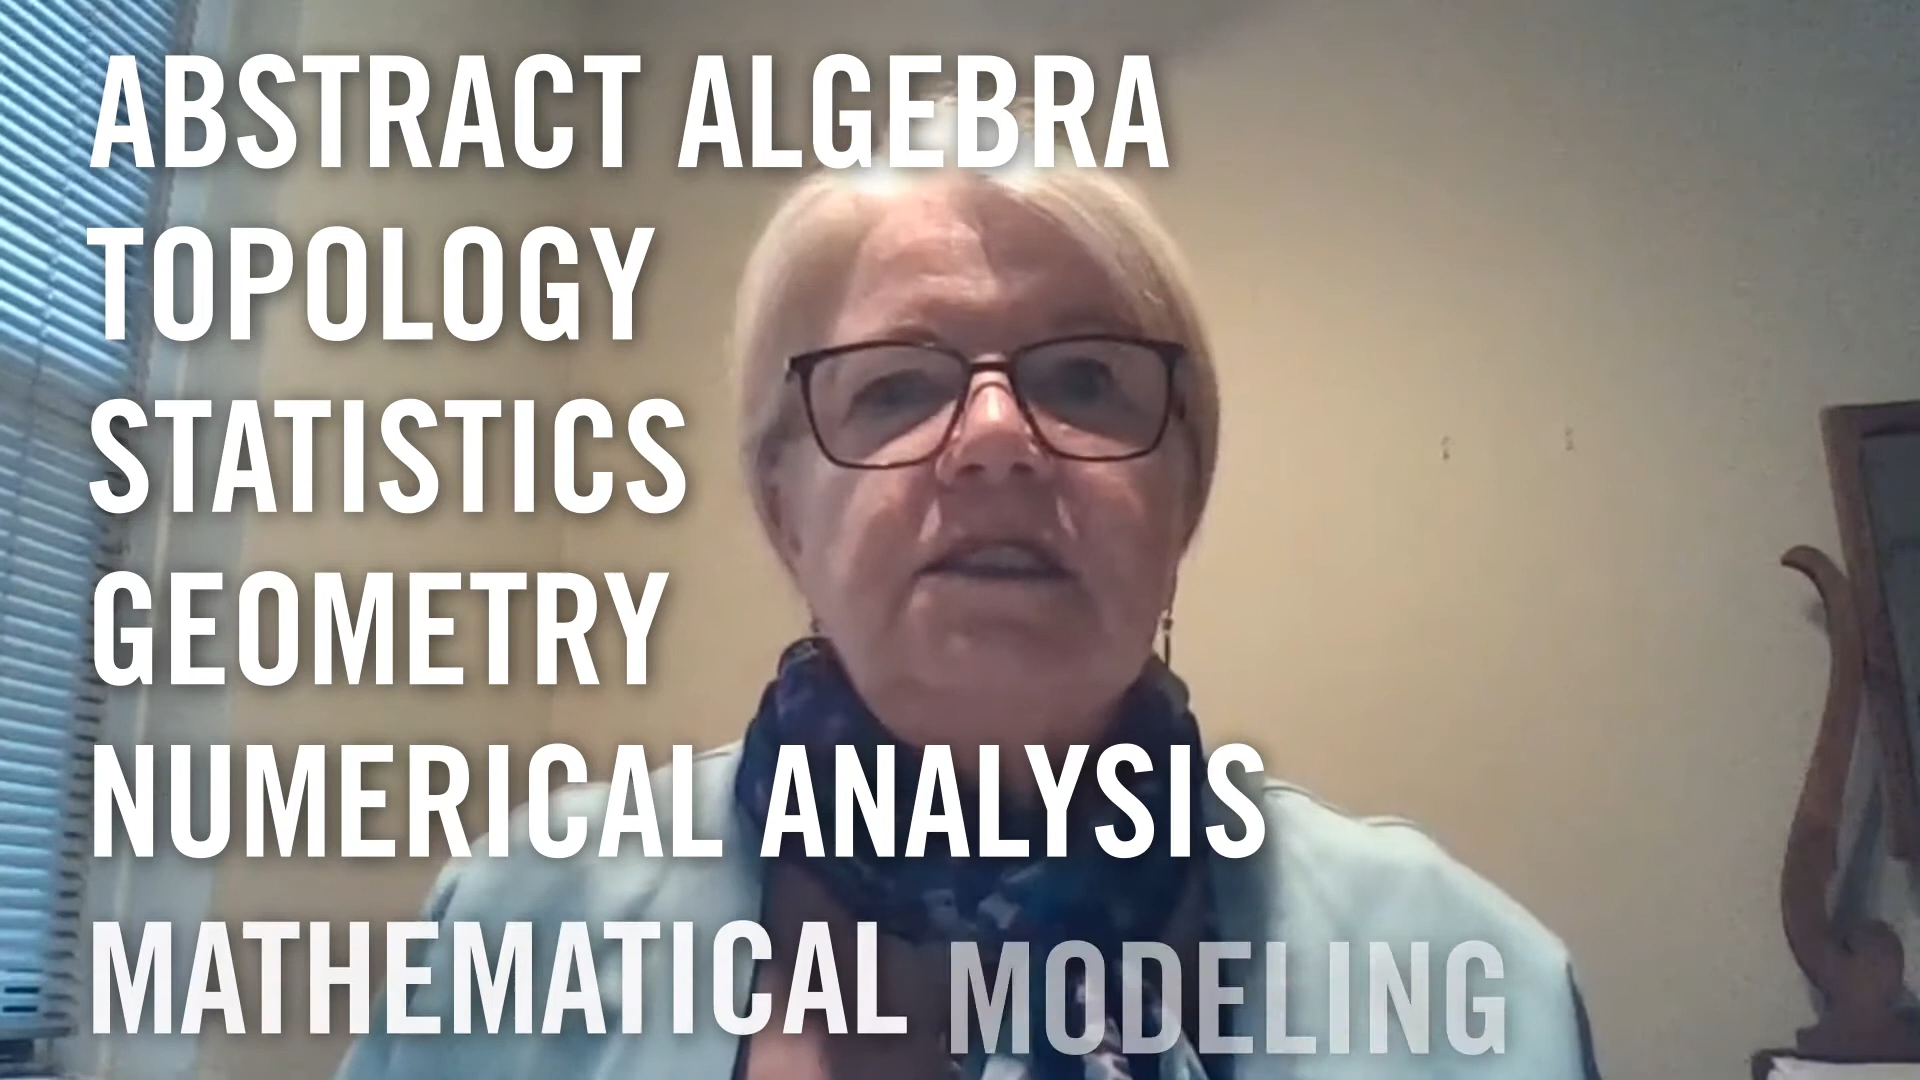 ABSTRACT ALGEBRA
TOPOLOGY
STATISTICS
GEOMETRY
NUMERICAL ANALYSIS
MATHEMATICAL MODELING